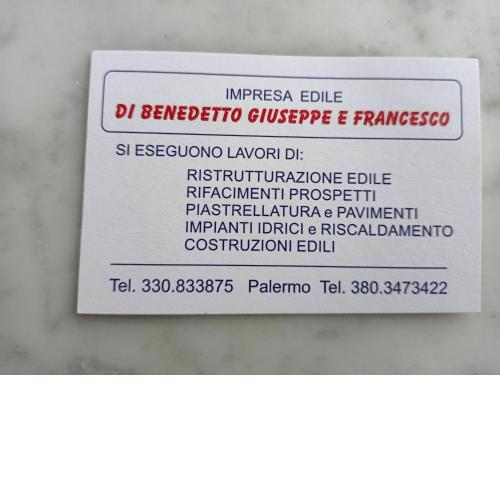 IMPRESA EDILE
DI BENEDETTO GIUSEPPE E FRANCESCO
SI ESEGUONO LAVORI DI:
RISTRUTTURAZIONE EDILE
RIFACIMENTI PROSPETTI
PIASTRELLATURA e PAVIMENTI
IMPIANTI IDRICI e RISCALDAMENTO
COSTRUZIONI EDILI
Tel. 330.833875 Palermo Tel. 380.3473422